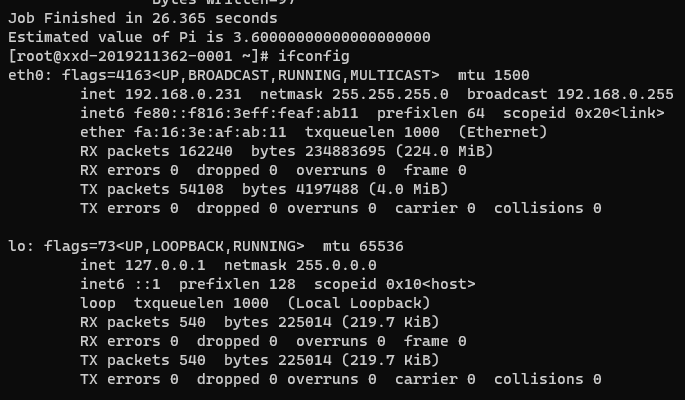 Bytes Written=97
Job Finished in 26.365 seconds
Estimated value of Pi is 3.60000000000000000000
[root@xxd-2019211362-0001 ~]# ifconfig
eth0: flags=4163<UP,BROADCAST,RUNNING,MULTICAST>  mtu 1500
        inet 192.168.0.231  netmask 255.255.255.0  broadcast 192.168.0.255
        inet6 fe80::f816:3eff:feaf:ab11  prefixlen 64  scopeid 0x20<link>
        ether fa:16:3e:af:ab:11  txqueuelen 1000  (Ethernet)
        RX packets 162240  bytes 234883695 (224.0 MiB)
        RX errors 0  dropped 0  overruns 0  frame 0
        TX packets 54108  bytes 4197488 (4.0 MiB)
        TX errors 0  dropped 0 overruns 0  carrier 0  collisions 0

lo: flags=73<UP,LOOPBACK,RUNNING>  mtu 65536
        inet 127.0.0.1  netmask 255.0.0.0
        inet6 ::1  prefixlen 128  scopeid 0x10<host>
        loop  txqueuelen 1000  (Local Loopback)
        RX packets 540  bytes 225014 (219.7 KiB)
        RX errors 0  dropped 0  overruns 0  frame 0
        TX packets 540  bytes 225014 (219.7 KiB)
        TX errors 0  dropped 0 overruns 0  carrier 0  collisions 0